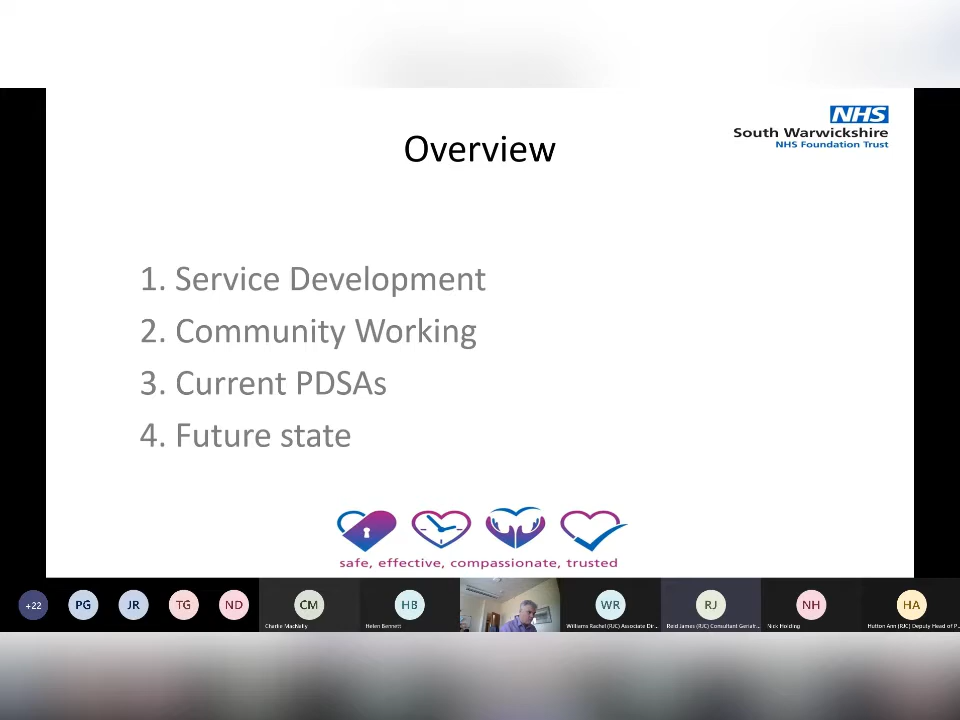 NHS
South Warwickshire
NHS Foundation Trust
Overview
1. Service Development
2. Community Working
3. Current PDSAs
4. Future state
safe, effective, compassionate, trusted
+22
PG
JR
TG
ND
CM
HB
WR
RJ
NH
HA
Charlie MacNally
Helen Bennett
Williams Rachel (RJC) Associate Dir...
Reid James (RJC) Consultant Geriatr...
Nick Holding
Hutton Ann (RJC) Deputy Head of P...